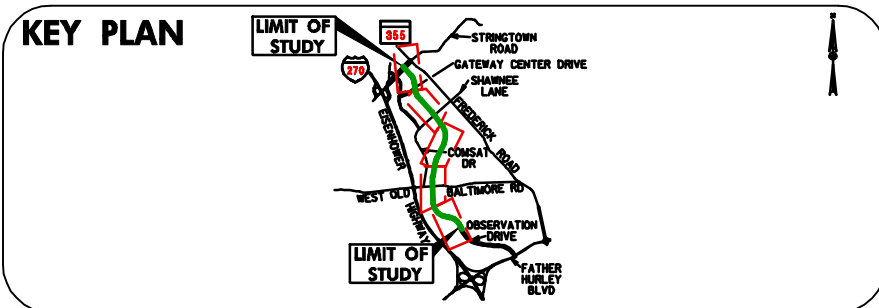 KEY PLAN
LIMIT OF
STUDY
355
STRINGTOWN
ROAD
GATEWAY CENTER DRIVE
270
SHAWNEE
LANE
EISENHOWER
HIGHWAY
FREDERICK ROAD
COMSAT
DR
WEST OLD BALTIMORE RD
OBSERVATION
DRIVE
LIMIT OF
STUDY
FATHER
HURLEY
BLVD